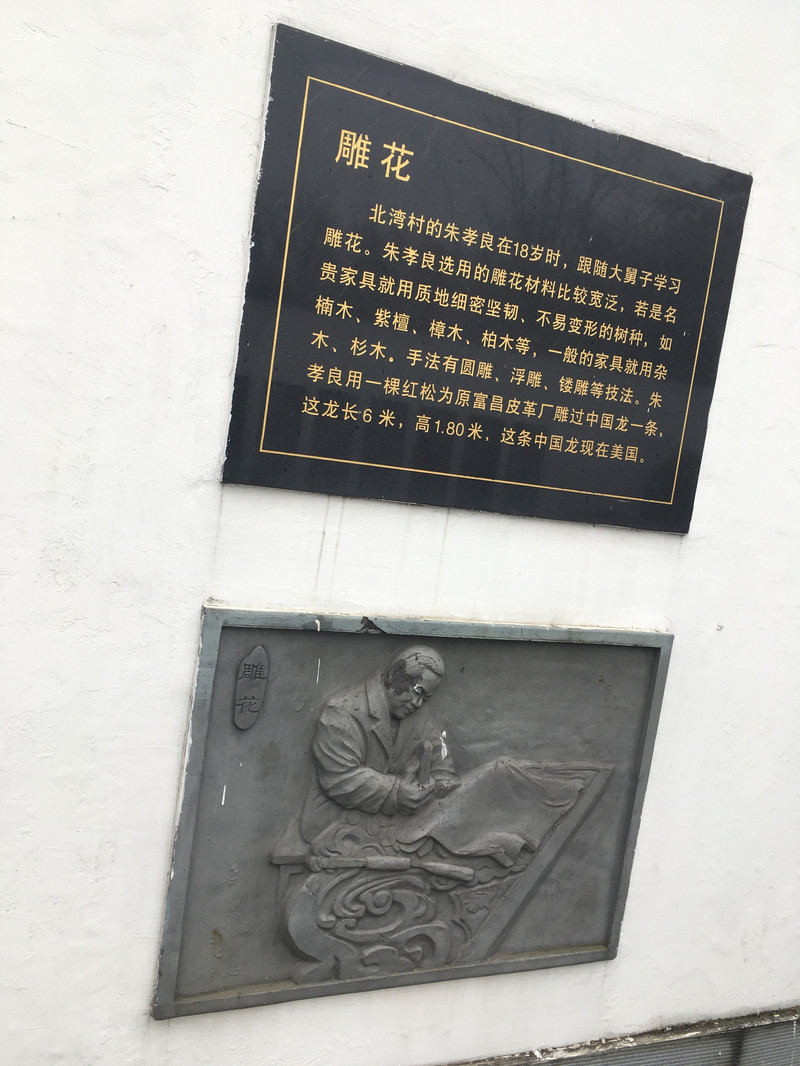 雕花
北湾村的朱孝良在18岁时，跟随大舅子学习
雕花。朱孝良选用的雕花材料比较宽泛，若是名
贵家具就用质地细密坚韧、不易变形的树种，如
楠木、紫檀、樟木、柏木等，一般的家具就用杂
木、杉木。手法有圆雕、浮雕、镂雕等技法。朱
孝良用一棵红松为原富昌皮革厂雕过中国龙一条，
这龙长6米，高1.80米，这条中国龙现在美国。
雕花